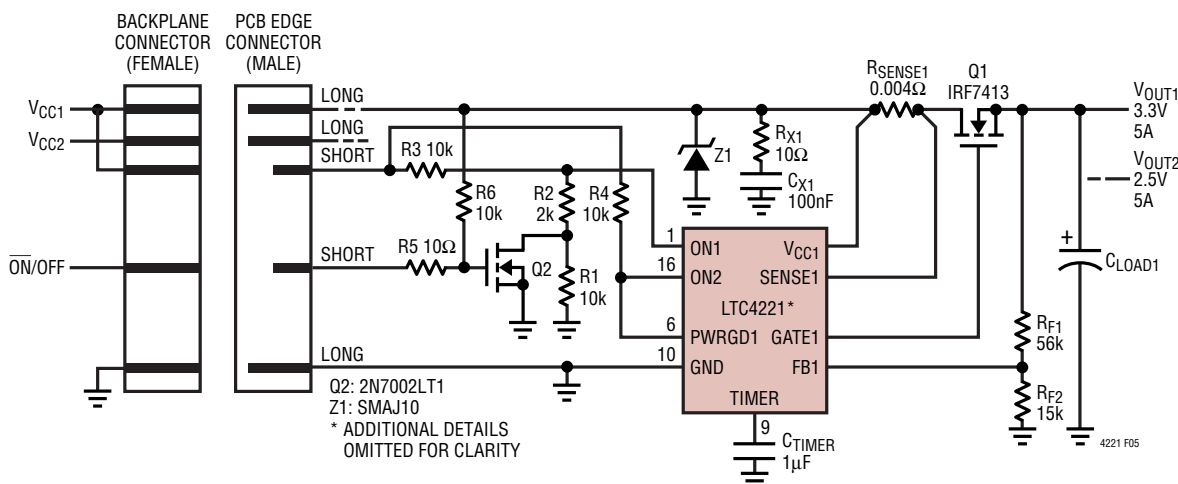 BACKPLANE
CONNECTOR
(FEMALE)
PCB EDGE
CONNECTOR
(MALE)
VCC1
VCC2
ON/OFF
LONG
LONG
SHORT
SHORT
LONG
R3 10k
R6
10k
R2
2k
R4
10k
R5 10Ω
Q2
R1
10k
Z1
RX1
10Ω
CX1
100nF
RSENSE1
0.004Ω
Q1
IRF7413
VOUT1
3.3V
5A
VOUT2
2.5V
5A
1
ON1
VCC1
16
ON2
SENSE1
LTC4221*
6
PWRGD1
GATE1
10
GND
FB1
TIMER
9
CTIMER
1µF
+
CLOAD1
RF1
56k
RF2
15k
Q2: 2N7002LT1
Z1: SMAJ10
* ADDITIONAL DETAILS
OMITTED FOR CLARITY
4221 F05